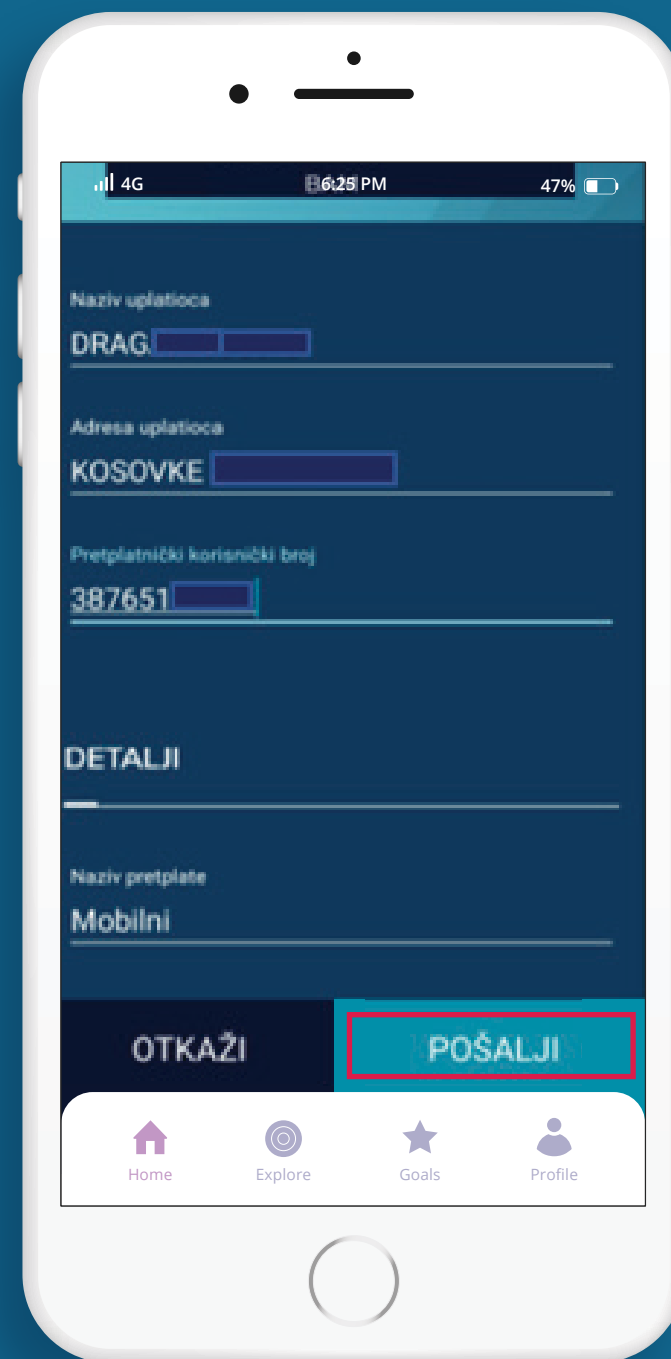 4G 6:25 PM 47%
Naziv uplatioca
DRAG
Adresa uplatioca
KOSOVKE
Pretplatnički korisnički broj
387651
DETALJI
Naziv pretplate
Mobilni
OTKAŽI POŠALJI
Home Explore Goals Profile